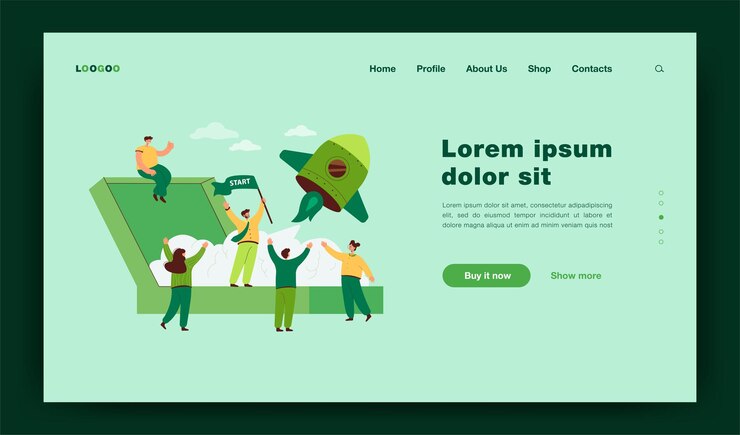 LOOGOO
Home Profile About Us Shop Contacts
START
Lorem ipsum
dolor sit
Lorem ipsum dolor sit amet, consectetur adipiscing elit,
sed do eiusmod tempor incididunt ut labore et dolore
magna aliqua. Ut enim ad minim veniam, quis nostrud
Buy it now Show more